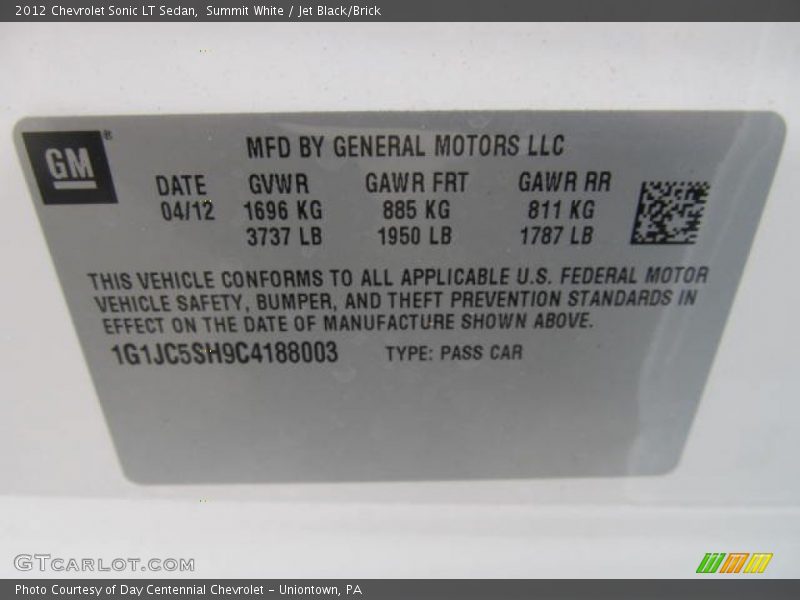 2012 Chevrolet Sonic LT Sedan, Summit White / Jet Black/Brick
GM ®
MFD BY GENERAL MOTORS LLC
DATE GVWR GAWR FRT GAWR RR
04/12 1696 KG 885 KG 811 KG
3737 LB 1950 LB 1787 LB
THIS VEHICLE CONFORMS TO ALL APPLICABLE U.S. FEDERAL MOTOR
VEHICLE SAFETY, BUMPER, AND THEFT PREVENTION STANDARDS IN
EFFECT ON THE DATE OF MANUFACTURE SHOWN ABOVE.
1G1JC5SH9C4188003 TYPE: PASS CAR
GTCARLOT.COM
Photo Courtesy of Day Centennial Chevrolet - Uniontown, PA